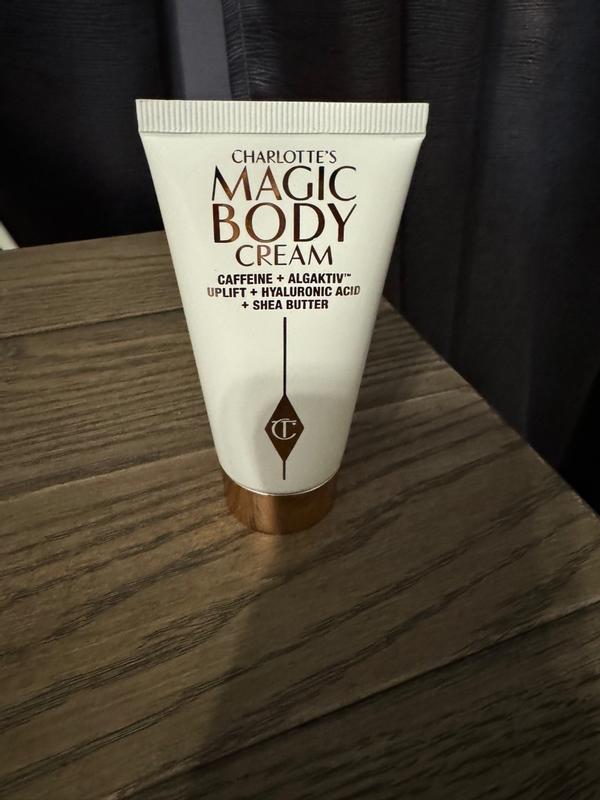 CHARLOTTE'S
MAGIC
BODY
CREAM
CAFFEINE + ALGAKTIV™
UPLIFT + HYALURONIC ACID
+ SHEA BUTTER
CT